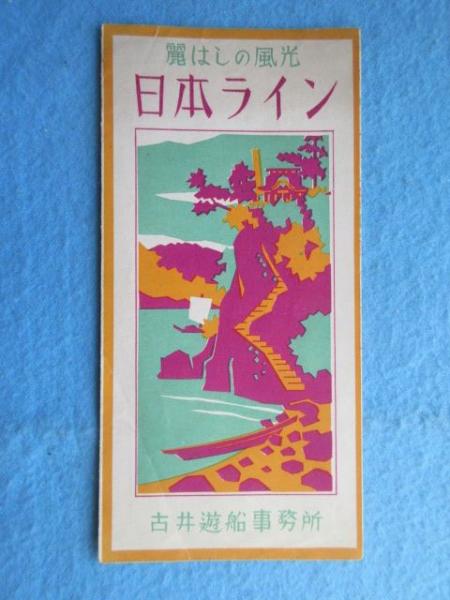 麗はしの風光
日本ライン
古井遊船事務所